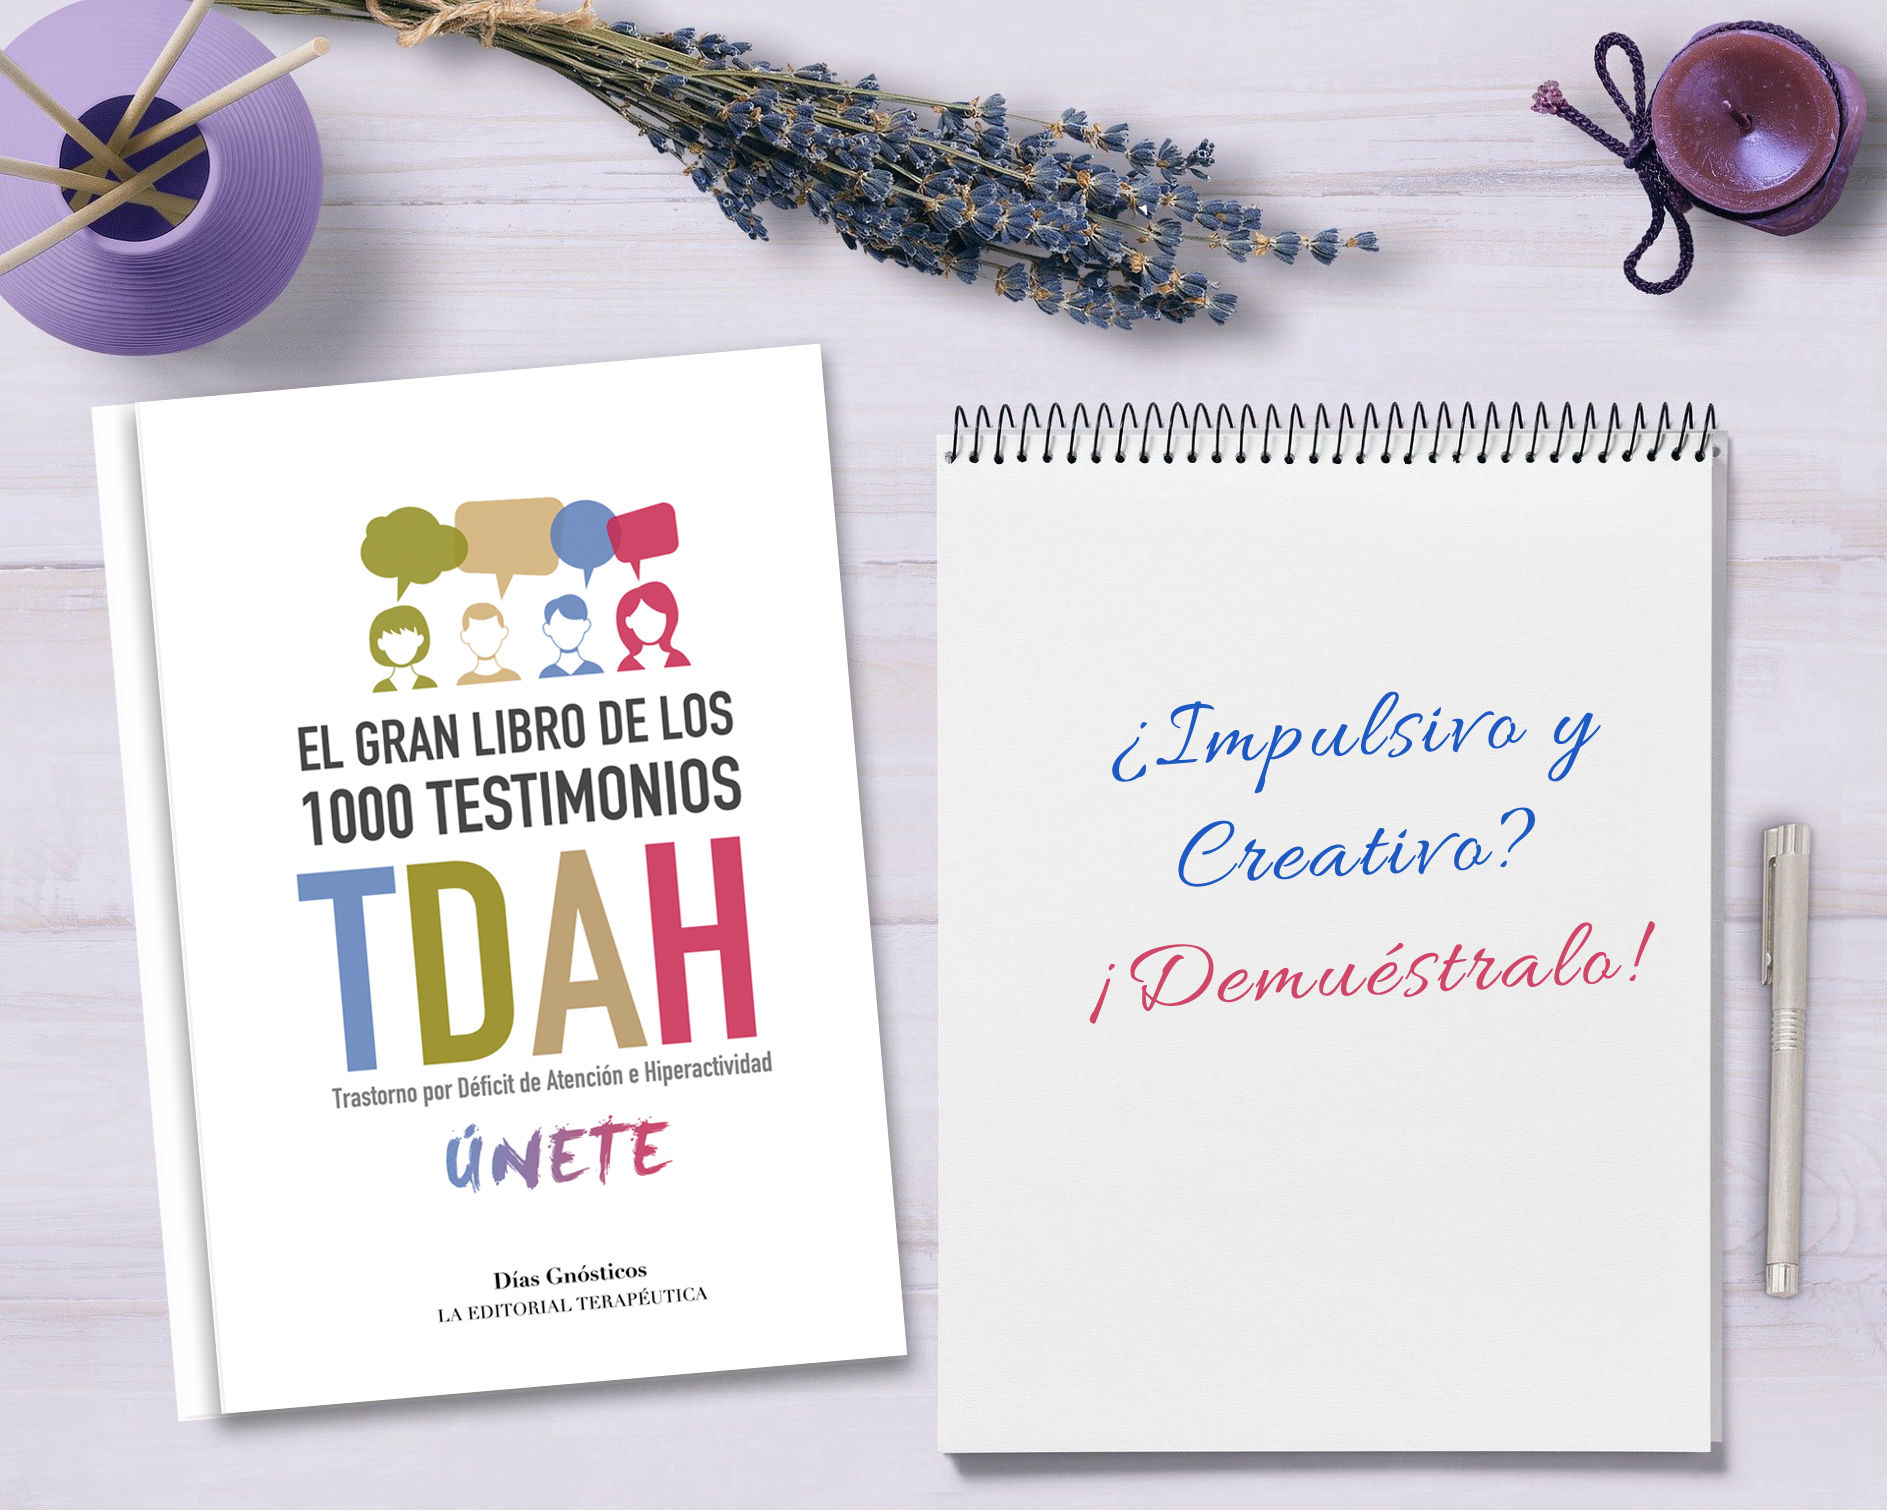 EL GRAN LIBRO DE LOS
1000 TESTIMONIOS
TDAH
Trastorno por Déficit de Atención e Hiperactividad
ÚNETE
Días Gnósticos
LA EDITORIAL TERAPÉUTICA
¿Impulsivo y
Creativo?
¡Demuéstralo!